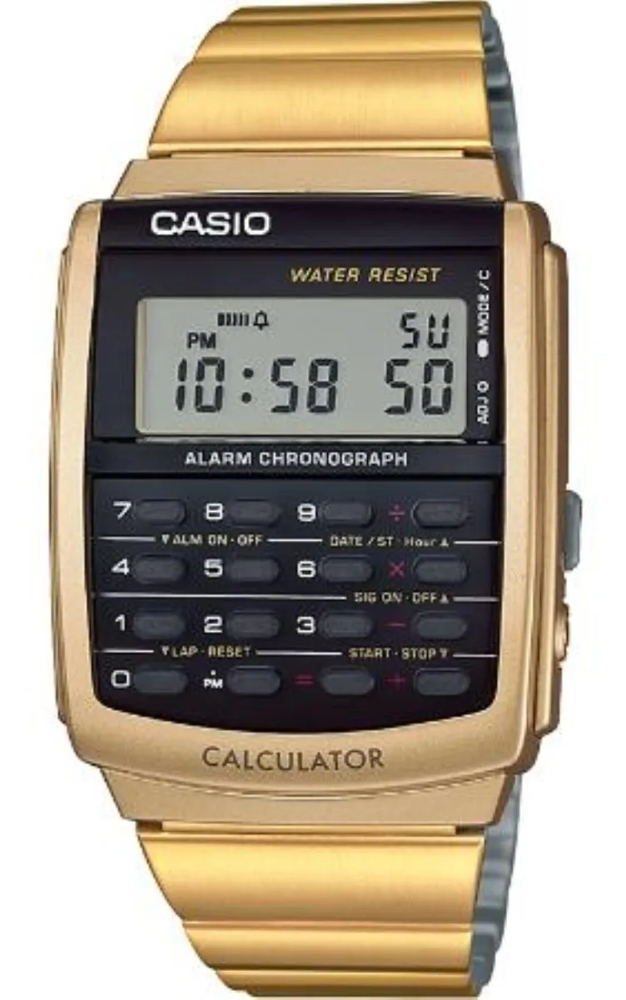 CASIO
WATER RESIST
MODE / C
ADJ
SU
PM
10:58 50
ALARM CHRONOGRAPH
7 8 9 ÷
▼ALM ON·OFF DATE / ST·Hour▲
4 5 6 ×
SIG ON·OFF▲
1 2 3 −
▼LAP·RESET START·STOP▼
0 · PM = +
CALCULATOR